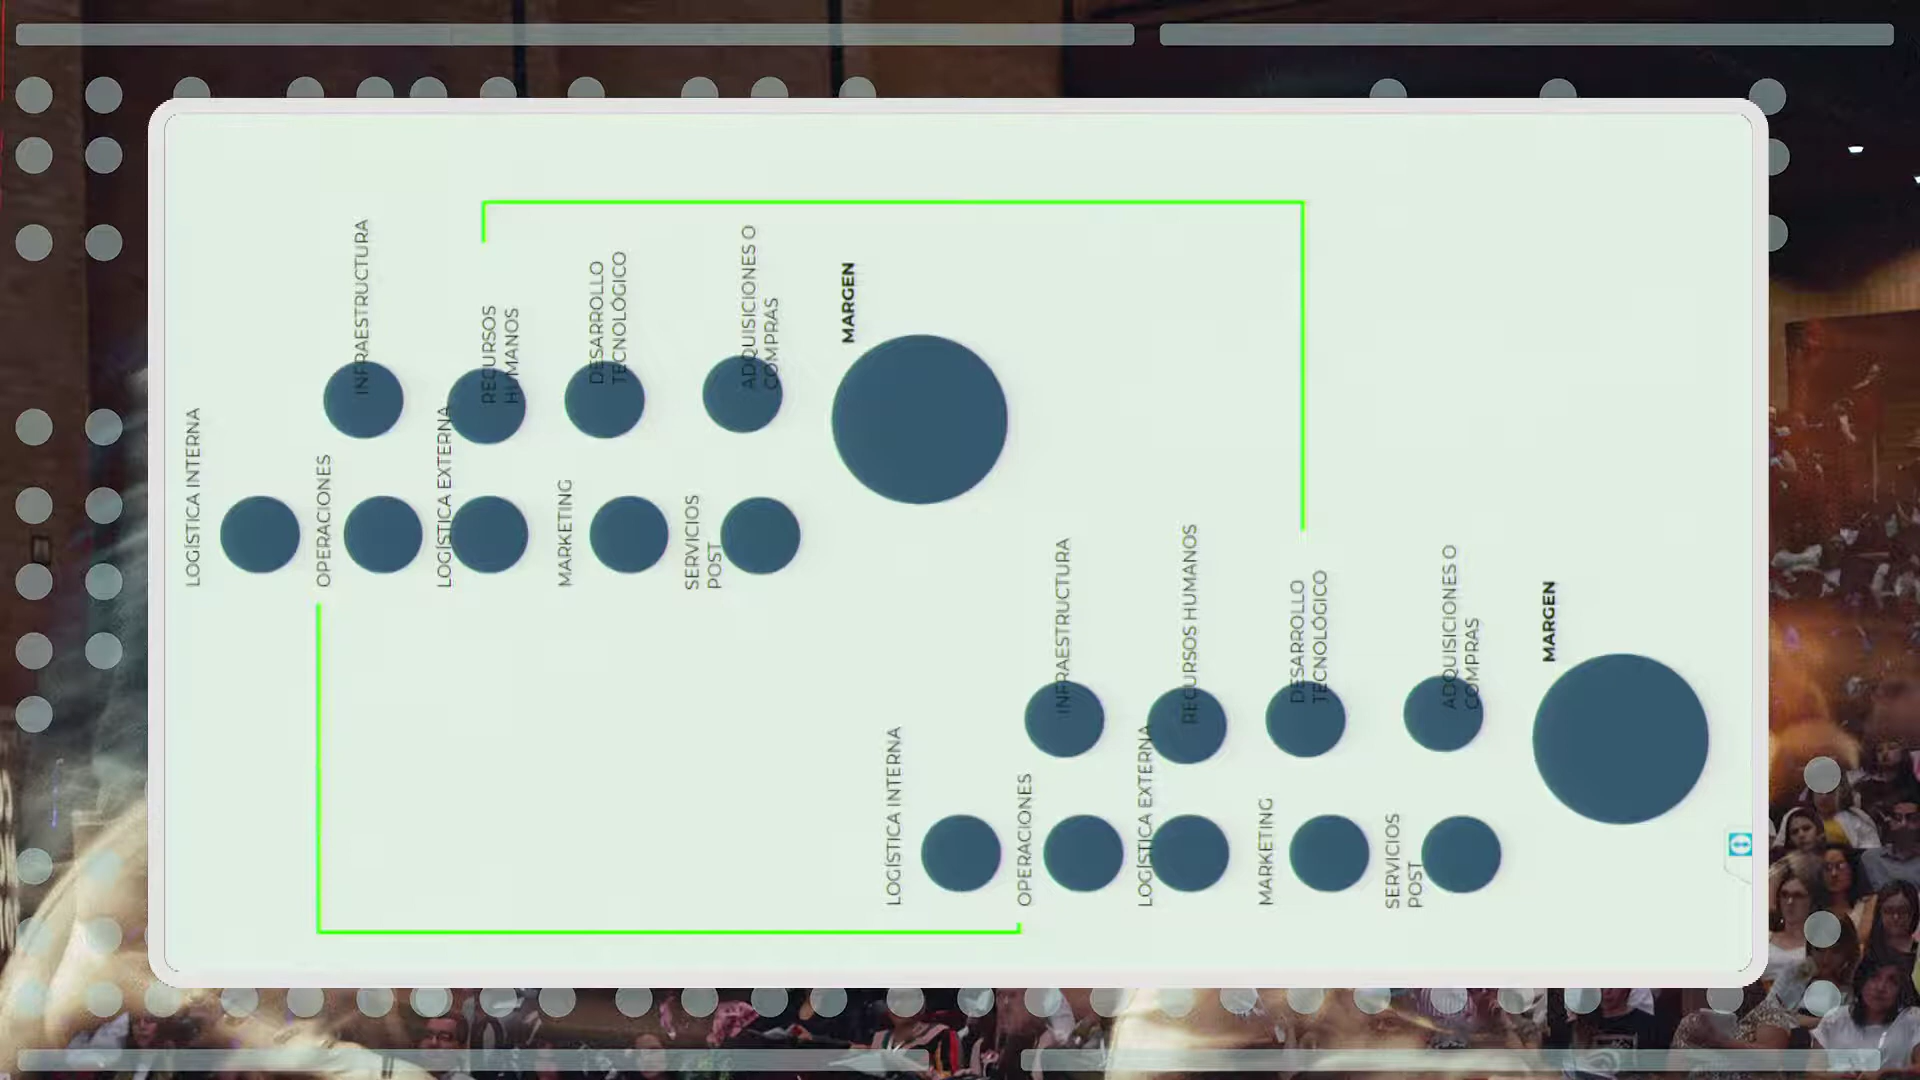 INFRAESTRUCTURA
RECURSOS
HUMANOS
DESARROLLO
TECNOLÓGICO
ADQUISICIONES O
COMPRAS
MARGEN
LOGÍSTICA INTERNA
OPERACIONES
LOGÍSTICA EXTERNA
MARKETING
SERVICIOS
POST
INFRAESTRUCTURA
RECURSOS HUMANOS
DESARROLLO
TECNOLÓGICO
ADQUISICIONES O
COMPRAS
MARGEN
LOGÍSTICA INTERNA
OPERACIONES
LOGÍSTICA EXTERNA
MARKETING
SERVICIOS
POST